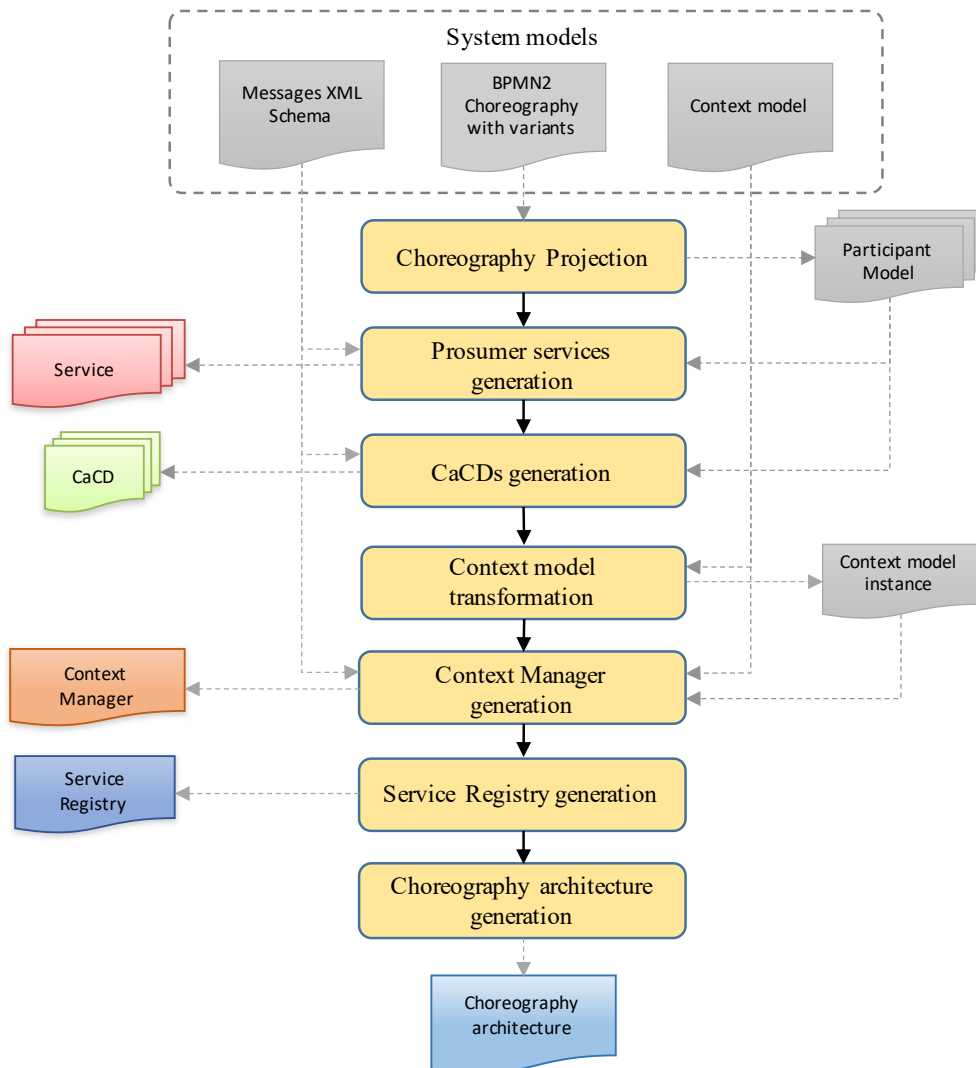 System models
Messages XML
Schema
BPMN2
Choreography
with variants
Context model
Choreography Projection
Participant
Model
Prosumer services
generation
Service
CaCDs generation
CaCD
Context model
transformation
Context model
instance
Context Manager
generation
Context
Manager
Service Registry generation
Service
Registry
Choreography architecture
generation
Choreography
architecture